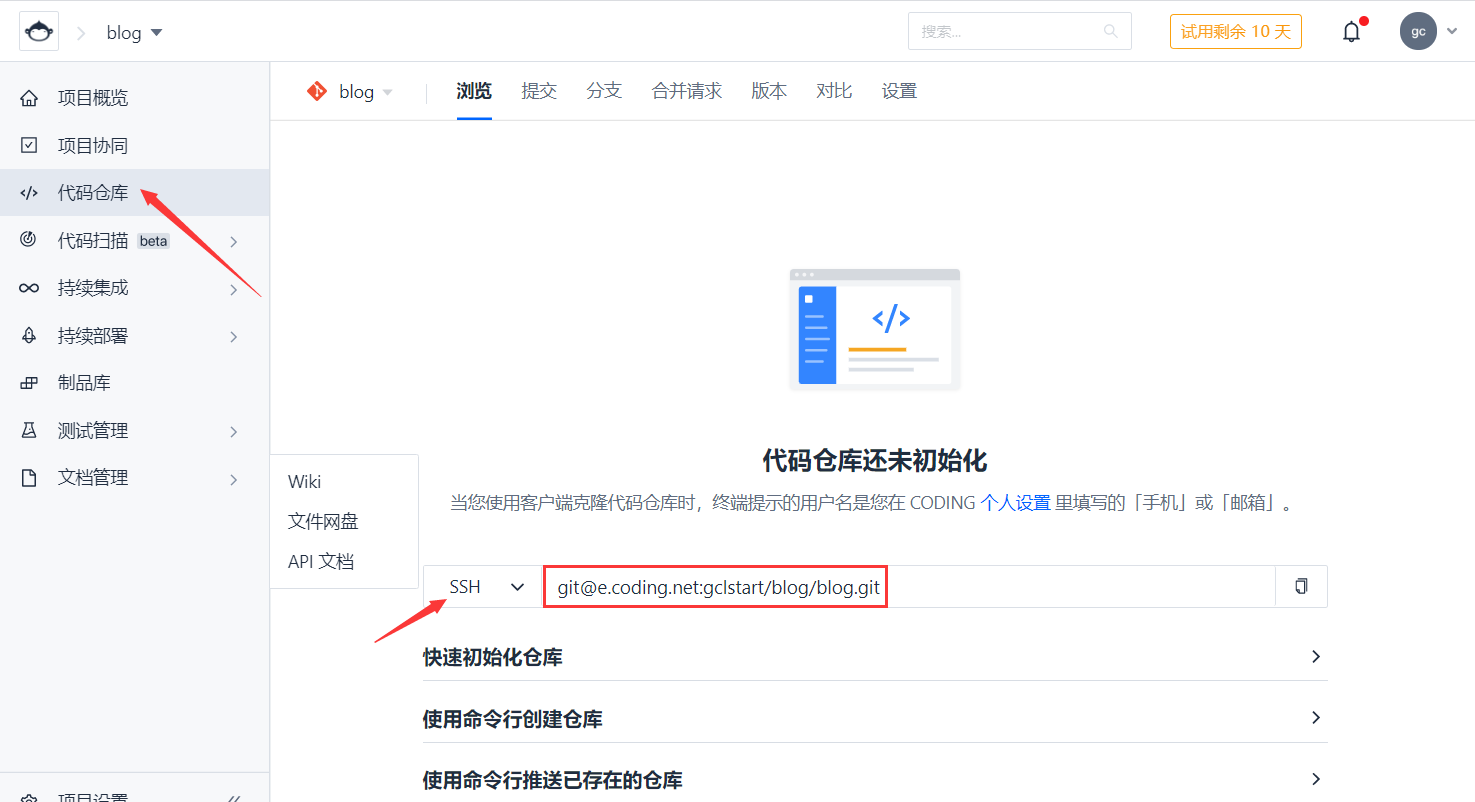 blog
搜索...
试用剩余 10 天
gc
项目概览
项目协同
代码仓库
代码扫描 beta
持续集成
持续部署
制品库
测试管理
文档管理
项目设置
Wiki
文件网盘
API 文档
blog
浏览 提交 分支 合并请求 版本 对比 设置
代码仓库还未初始化
当您使用客户端克隆代码仓库时，终端提示的用户名是您在 CODING 个人设置 里填写的「手机」或「邮箱」。
SSH git@e.coding.net:gclstart/blog/blog.git
快速初始化仓库
使用命令行创建仓库
使用命令行推送已存在的仓库